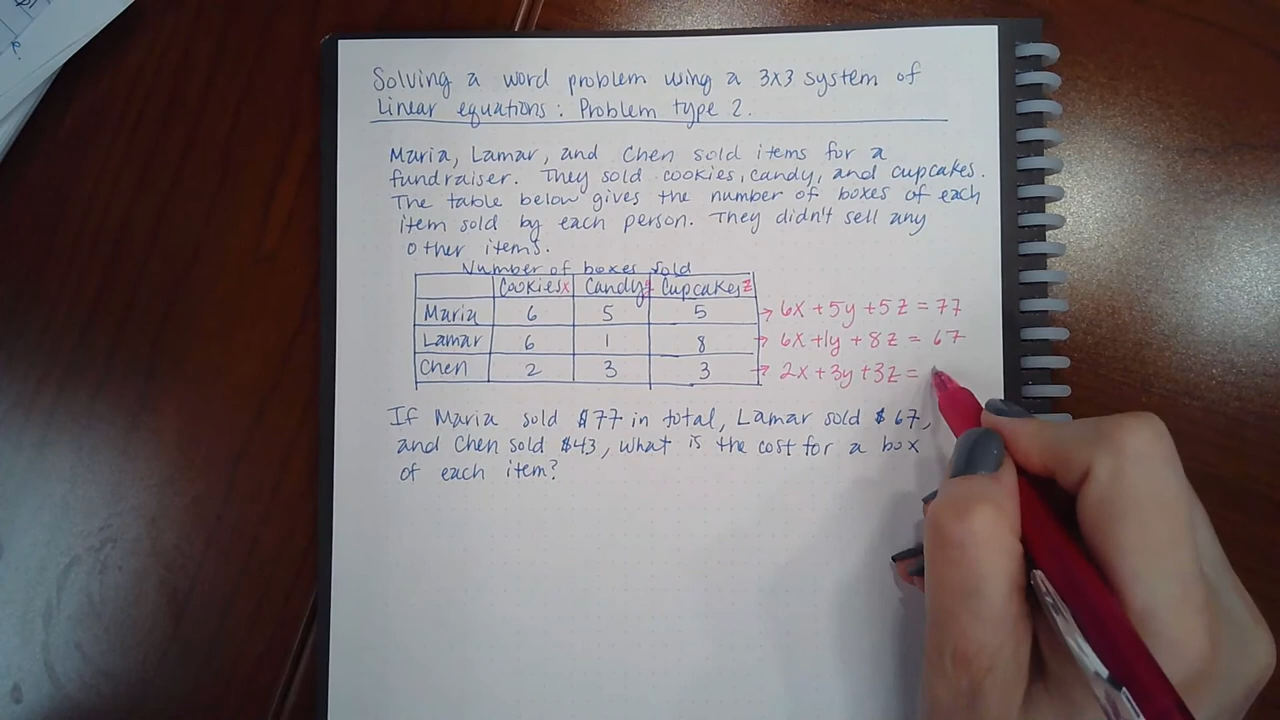 Solving a word problem using a 3x3 system of
Linear equations: Problem type 2.
Maria, Lamar, and Chen sold items for a
fundraiser. They sold cookies, candy, and cupcakes.
The table below gives the number of boxes of each
item sold by each person. They didn't sell any
other items.
Number of boxes sold
Cookies x Candy y Cupcakes z
Maria 6 5 5 → 6x + 5y + 5z = 77
Lamar 6 1 8 → 6x + 1y + 8z = 67
Chen 2 3 3 → 2x + 3y + 3z =
If Maria sold $77 in total, Lamar sold $67,
and Chen sold $43, what is the cost for a box
of each item?